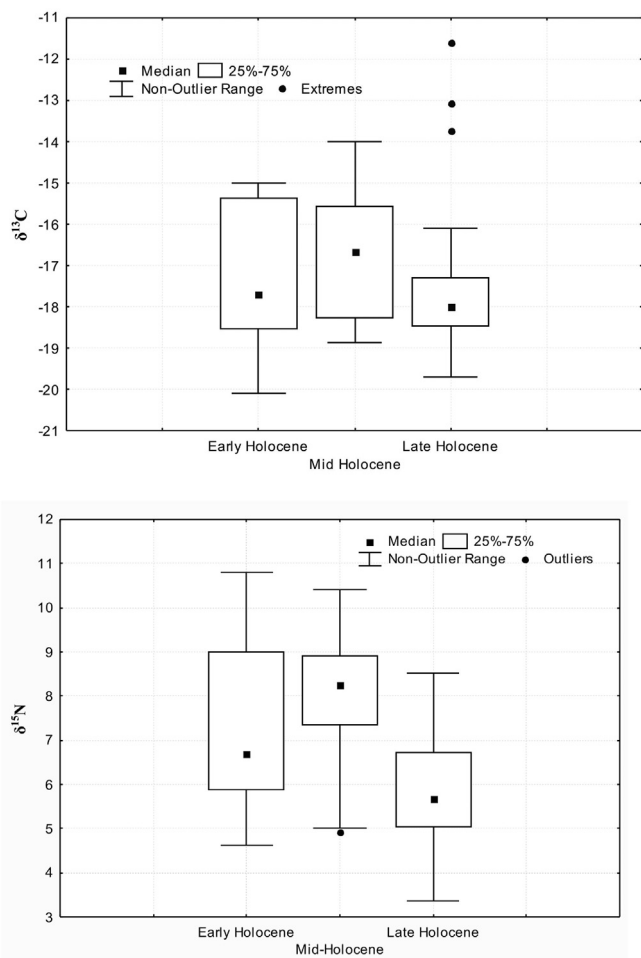 -11
Median 25%-75%
Non-Outlier Range Extremes
-12
-13
-14
-15
-16
-17
-18
-19
-20
-21
δ13C
Early Holocene Late Holocene
Mid Holocene
12
Median 25%-75%
Non-Outlier Range Outliers
11
10
9
8
7
6
5
4
3
δ15N
Early Holocene Late Holocene
Mid-Holocene